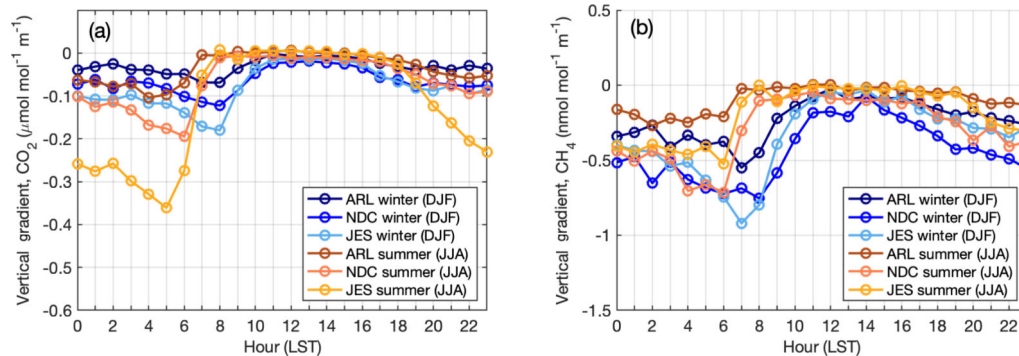 (a)
Vertical gradient, CO2 (μmol mol−1 m−1)
0
-0.1
-0.2
-0.3
-0.4
-0.5
-0.6
ARL winter (DJF)
NDC winter (DJF)
JES winter (DJF)
ARL summer (JJA)
NDC summer (JJA)
JES summer (JJA)
0 2 4 6 8 10 12 14 16 18 20 22
Hour (LST)
(b)
Vertical gradient, CH4 (nmol mol−1 m−1)
0.5
0
-0.5
-1
-1.5
ARL winter (DJF)
NDC winter (DJF)
JES winter (DJF)
ARL summer (JJA)
NDC summer (JJA)
JES summer (JJA)
0 2 4 6 8 10 12 14 16 18 20 22
Hour (LST)